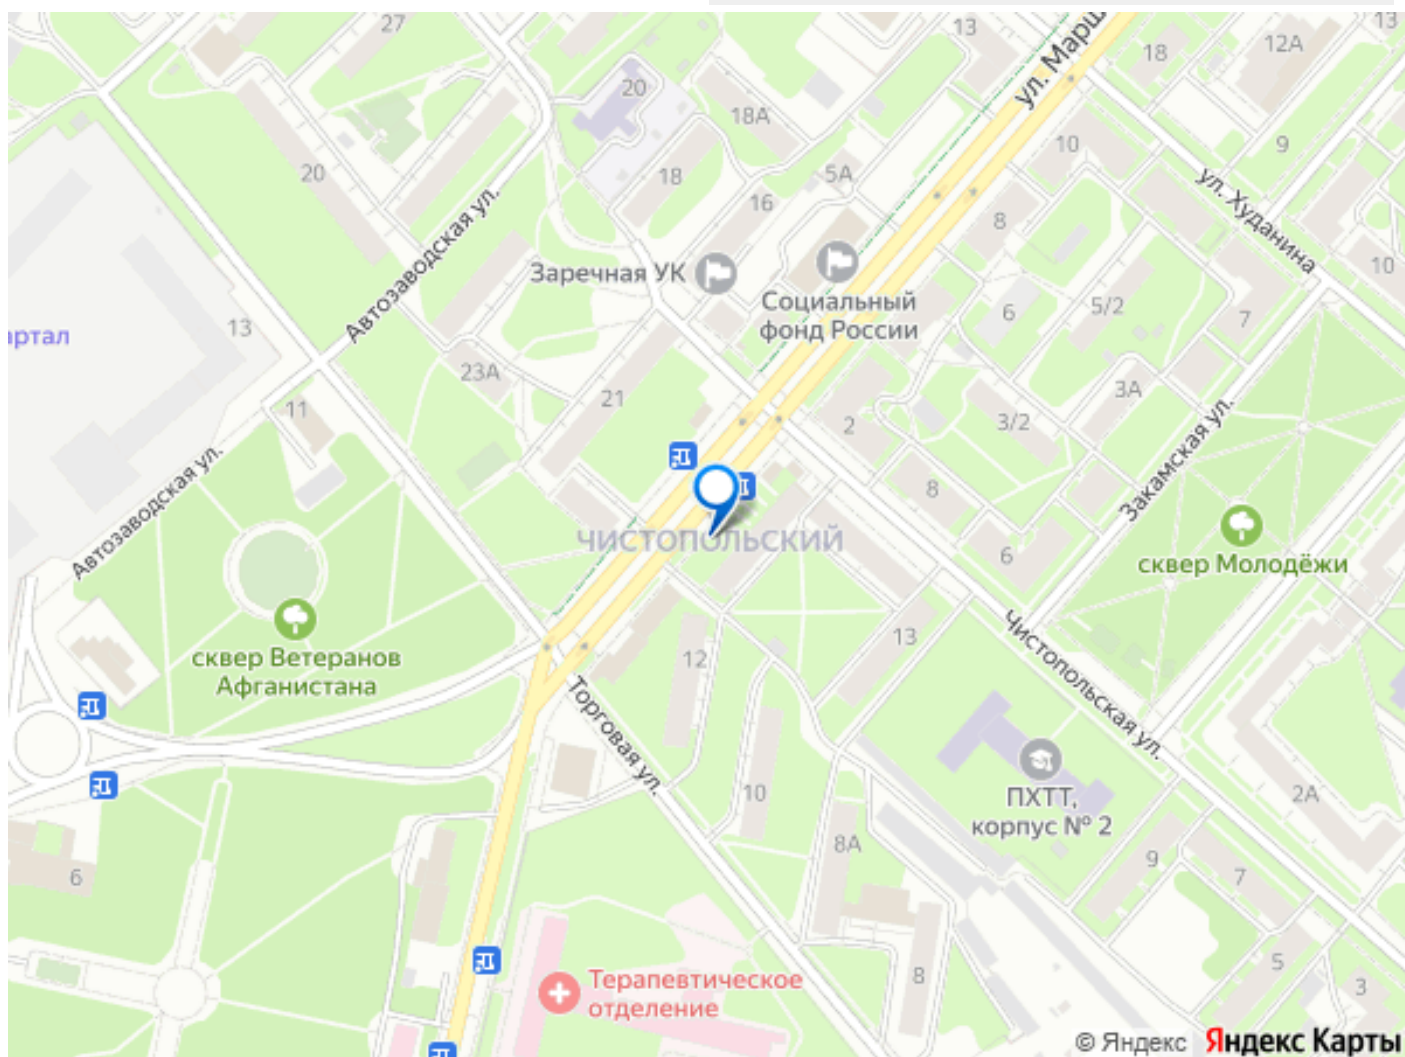 27
13
ул. Марш
18
12А
13
20
18А
10
9
20
18
5А
16
8
ул. Худанина
Автозаводская ул.
Заречная УК
Социальный
фонд России
10
6
5/2
7
13
артал
23А
21
11
2
3А
3/2
8
Закамская ул.
Автозаводская ул.
ЧИСТОПОЛЬСКИЙ
6
сквер Молодёжи
сквер Ветеранов
Афганистана
12
13
Чистопольская ул.
Торговая ул.
10
ПХТТ,
корпус № 2
2А
8А
9
7
6
8
5
3
Терапевтическое
отделение
© Яндекс Яндекс Карты